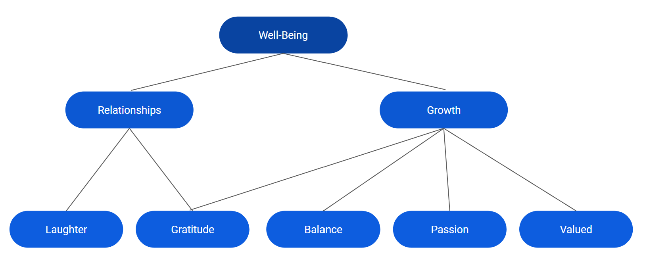 Well-Being
Relationships
Growth
Laughter
Gratitude
Balance
Passion
Valued